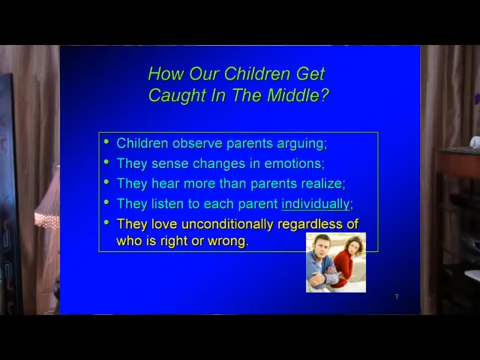 How Our Children Get
Caught In The Middle?
• Children observe parents arguing;
• They sense changes in emotions;
• They hear more than parents realize;
• They listen to each parent individually;
• They love unconditionally regardless of
who is right or wrong.
7